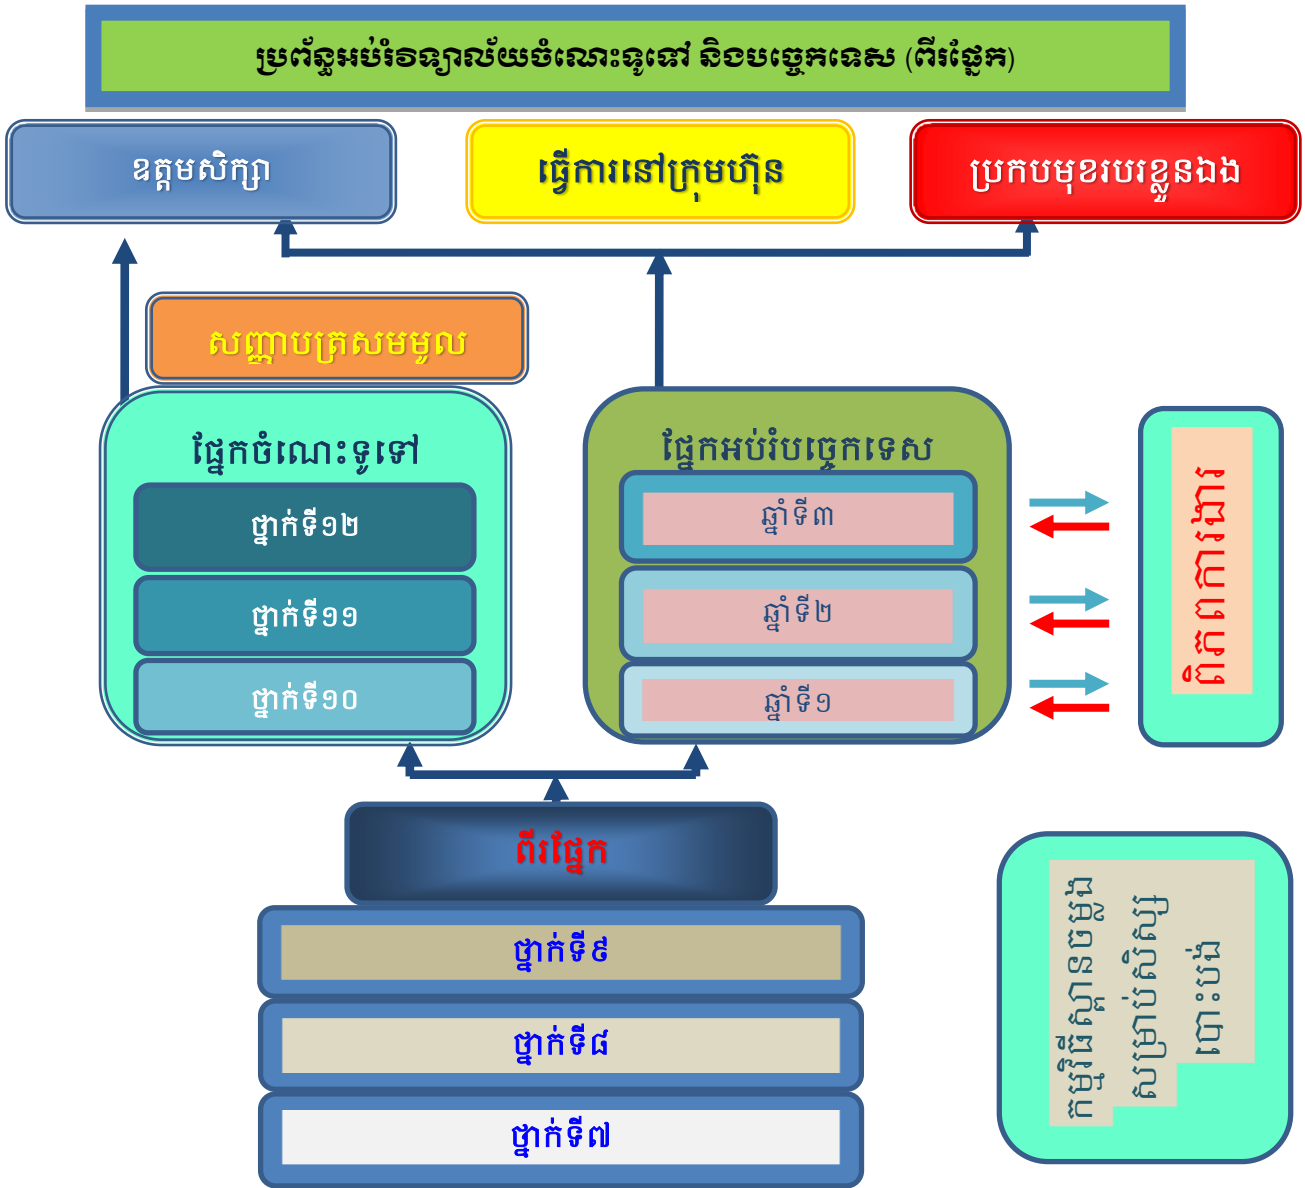 ប្រព័ន្ធអប់រំវិទ្យាល័យចំណេះទូទៅ និងបច្ចេកទេស (ពីរផ្នែក)
ឧត្តមសិក្សា
ធ្វើការនៅក្រុមហ៊ុន
ប្រកបមុខរបរខ្លួនឯង
សញ្ញាបត្រសមមូល
ផ្នែកចំណេះទូទៅ
ថ្នាក់ទី១២
ថ្នាក់ទី១១
ថ្នាក់ទី១០
ផ្នែកអប់រំបច្ចេកទេស
ឆ្នាំទី៣
ឆ្នាំទី២
ឆ្នាំទី១
ពិភពការងារ
ពីរផ្នែក
ថ្នាក់ទី៩
ថ្នាក់ទី៨
ថ្នាក់ទី៧
កម្មវិធីស្ពានចម្លង
សម្រាប់សិស្ស
បោះបង់